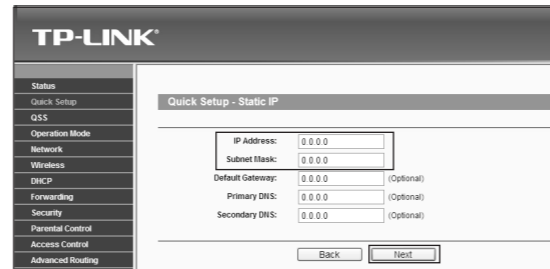 TP-LINK®
Status
Quick Setup
QSS
Operation Mode
Network
Wireless
DHCP
Forwarding
Security
Parental Control
Access Control
Advanced Routing
Quick Setup - Static IP
IP Address: 0.0.0.0
Subnet Mask: 0.0.0.0
Default Gateway: 0.0.0.0 (Optional)
Primary DNS: 0.0.0.0 (Optional)
Secondary DNS: 0.0.0.0 (Optional)
Back Next